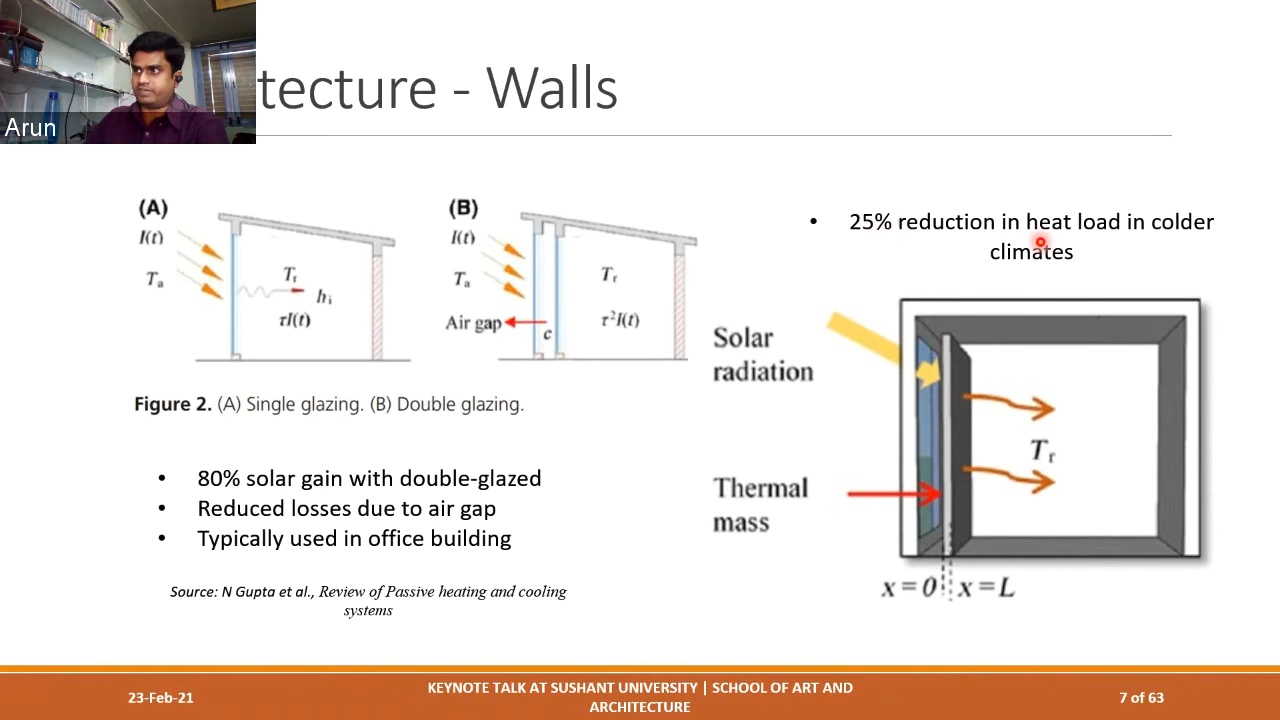 Arun
tecture - Walls
(A)
I(t)
Ta
Tr
hi
τI(t)
(B)
I(t)
Ta
Tr
Air gap
c
τ²I(t)
Figure 2. (A) Single glazing. (B) Double glazing.
• 80% solar gain with double-glazed
• Reduced losses due to air gap
• Typically used in office building
Source: N Gupta et al., Review of Passive heating and cooling
systems
• 25% reduction in heat load in colder
climates
Solar
radiation
Tr
Thermal
mass
x = 0
x = L
23-Feb-21
KEYNOTE TALK AT SUSHANT UNIVERSITY | SCHOOL OF ART AND
ARCHITECTURE
7 of 63